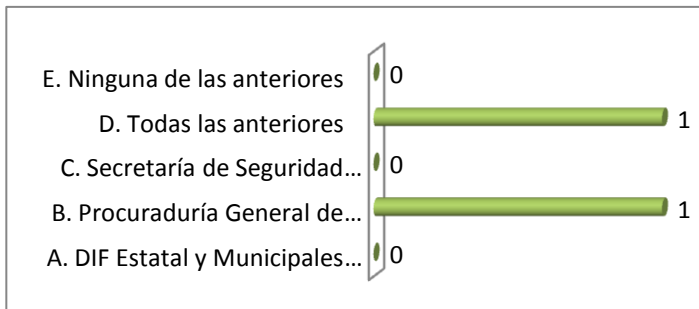 E. Ninguna de las anteriores 0
D. Todas las anteriores 1
C. Secretaría de Seguridad... 0
B. Procuraduría General de... 1
A. DIF Estatal y Municipales... 0